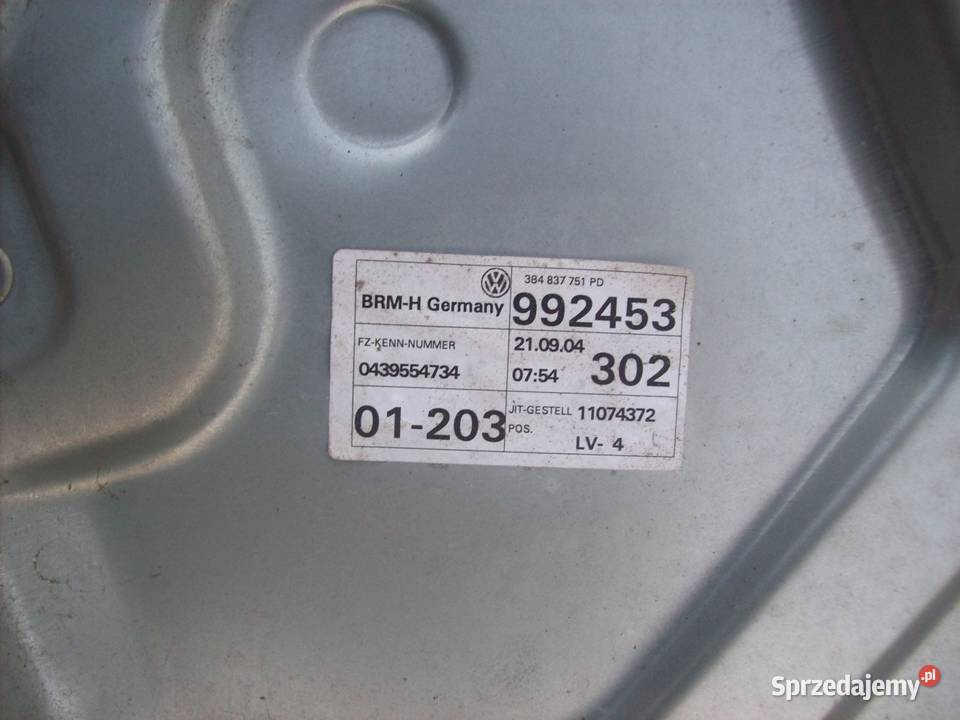 3B4 837 751 PD
BRM-H Germany 992453
FZ-KENN-NUMMER 21.09.04 302
0439554734 07:54
01-203 JIT-GESTELL 11074372
POS. LV- 4
Sprzedajemy.pl